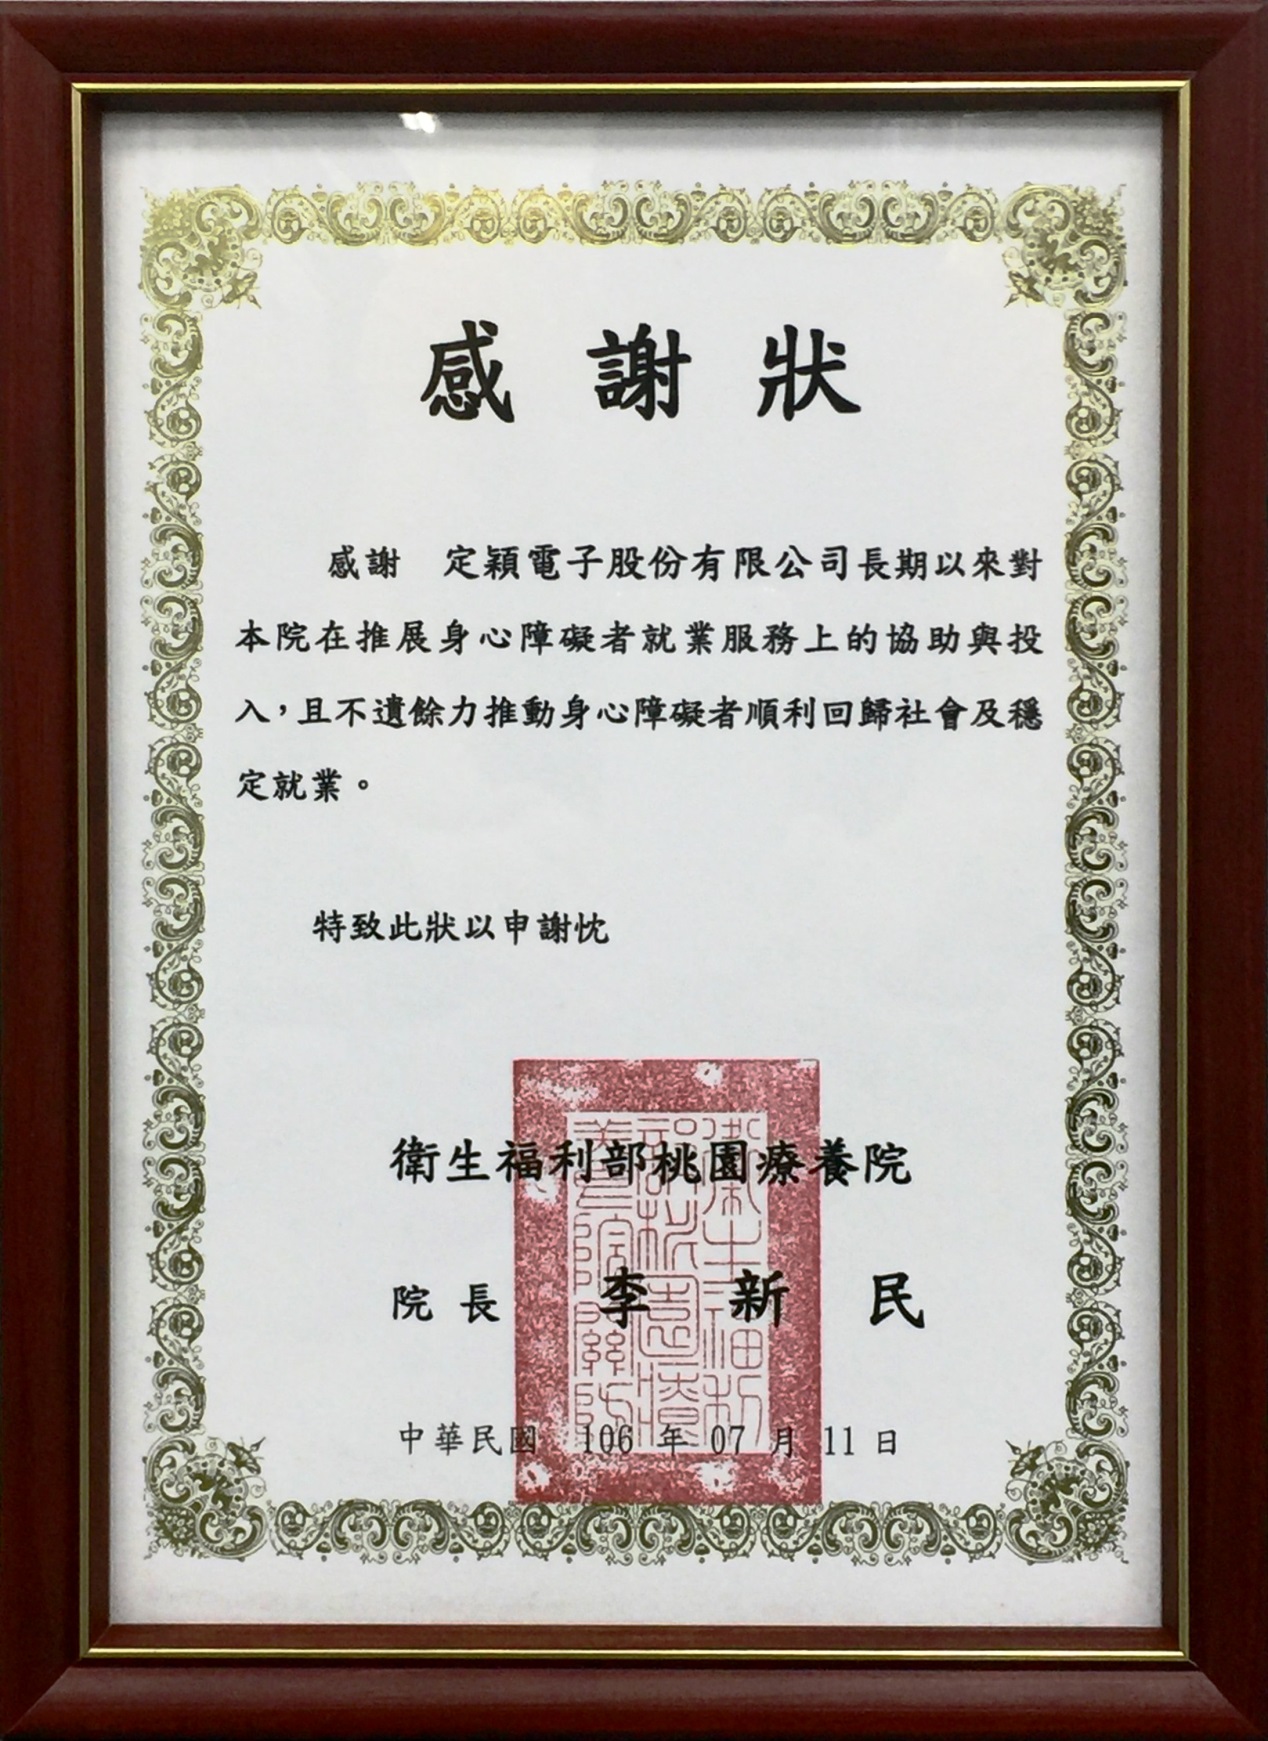 感謝狀
感謝　定穎電子股份有限公司長期以來對
本院在推展身心障礙者就業服務上的協助與投
入，且不遺餘力推動身心障礙者順利回歸社會及穩
定就業。
特致此狀以申謝忱
衛生福利部桃園療養院
院長　李新民
中華民國 106 年 07 月 11 日